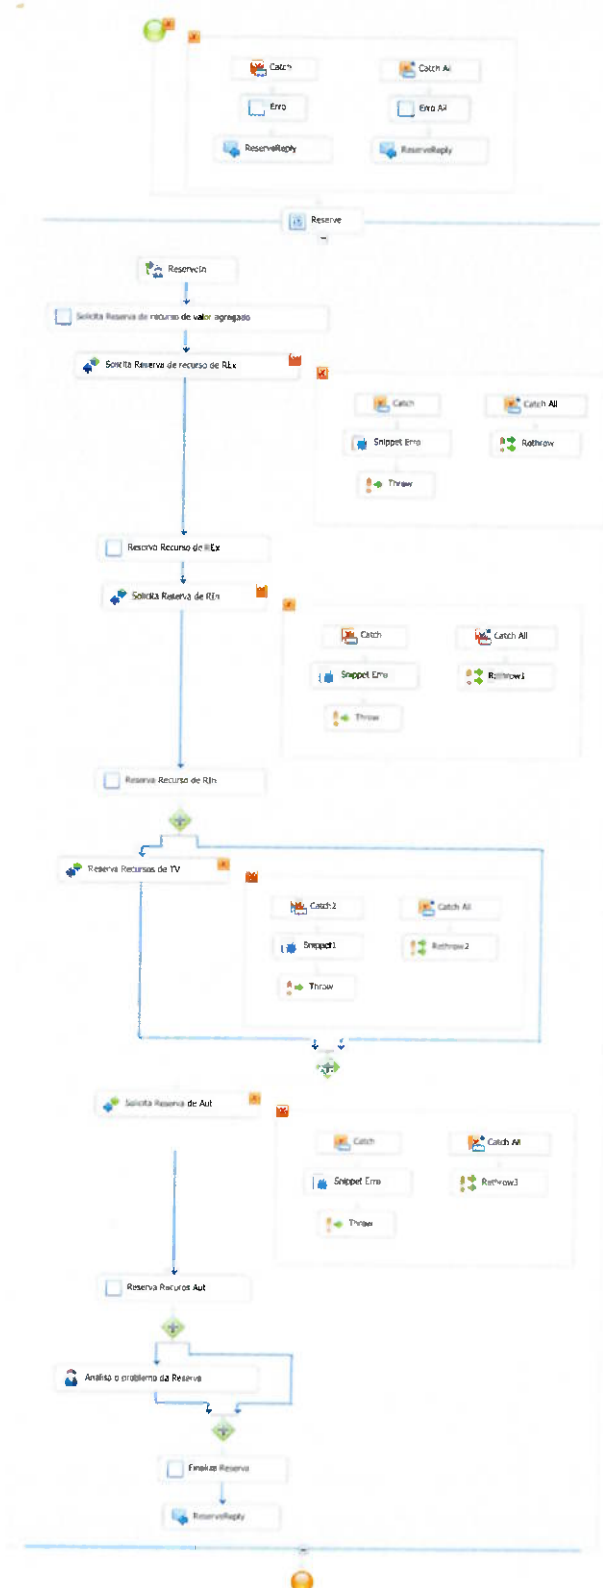 Catch
Catch All
Erro
Erro All
ReserveReply
ReserveReply
Reserve
ReserveIn
Solicita Reserva de recurso de valor agregado
Solicita Reserva de recurso de REx
Catch
Catch All
Snippet Erro
Rethrow
Throw
Reserva Recurso de REx
Solicita Reserva de RIn
Catch
Catch All
Snippet Erro
Rethrow1
Throw
Reserva Recurso de RIn
Reserva Recursos de TV
Catch2
Catch All
Snippet1
Rethrow2
Throw
Solicita Reserva de Aut
Catch
Catch All
Snippet Erro
Rethrow3
Throw
Reserva Recuros Aut
Analisa o problema da Reserva
Finaliza Reserva
ReserveReply